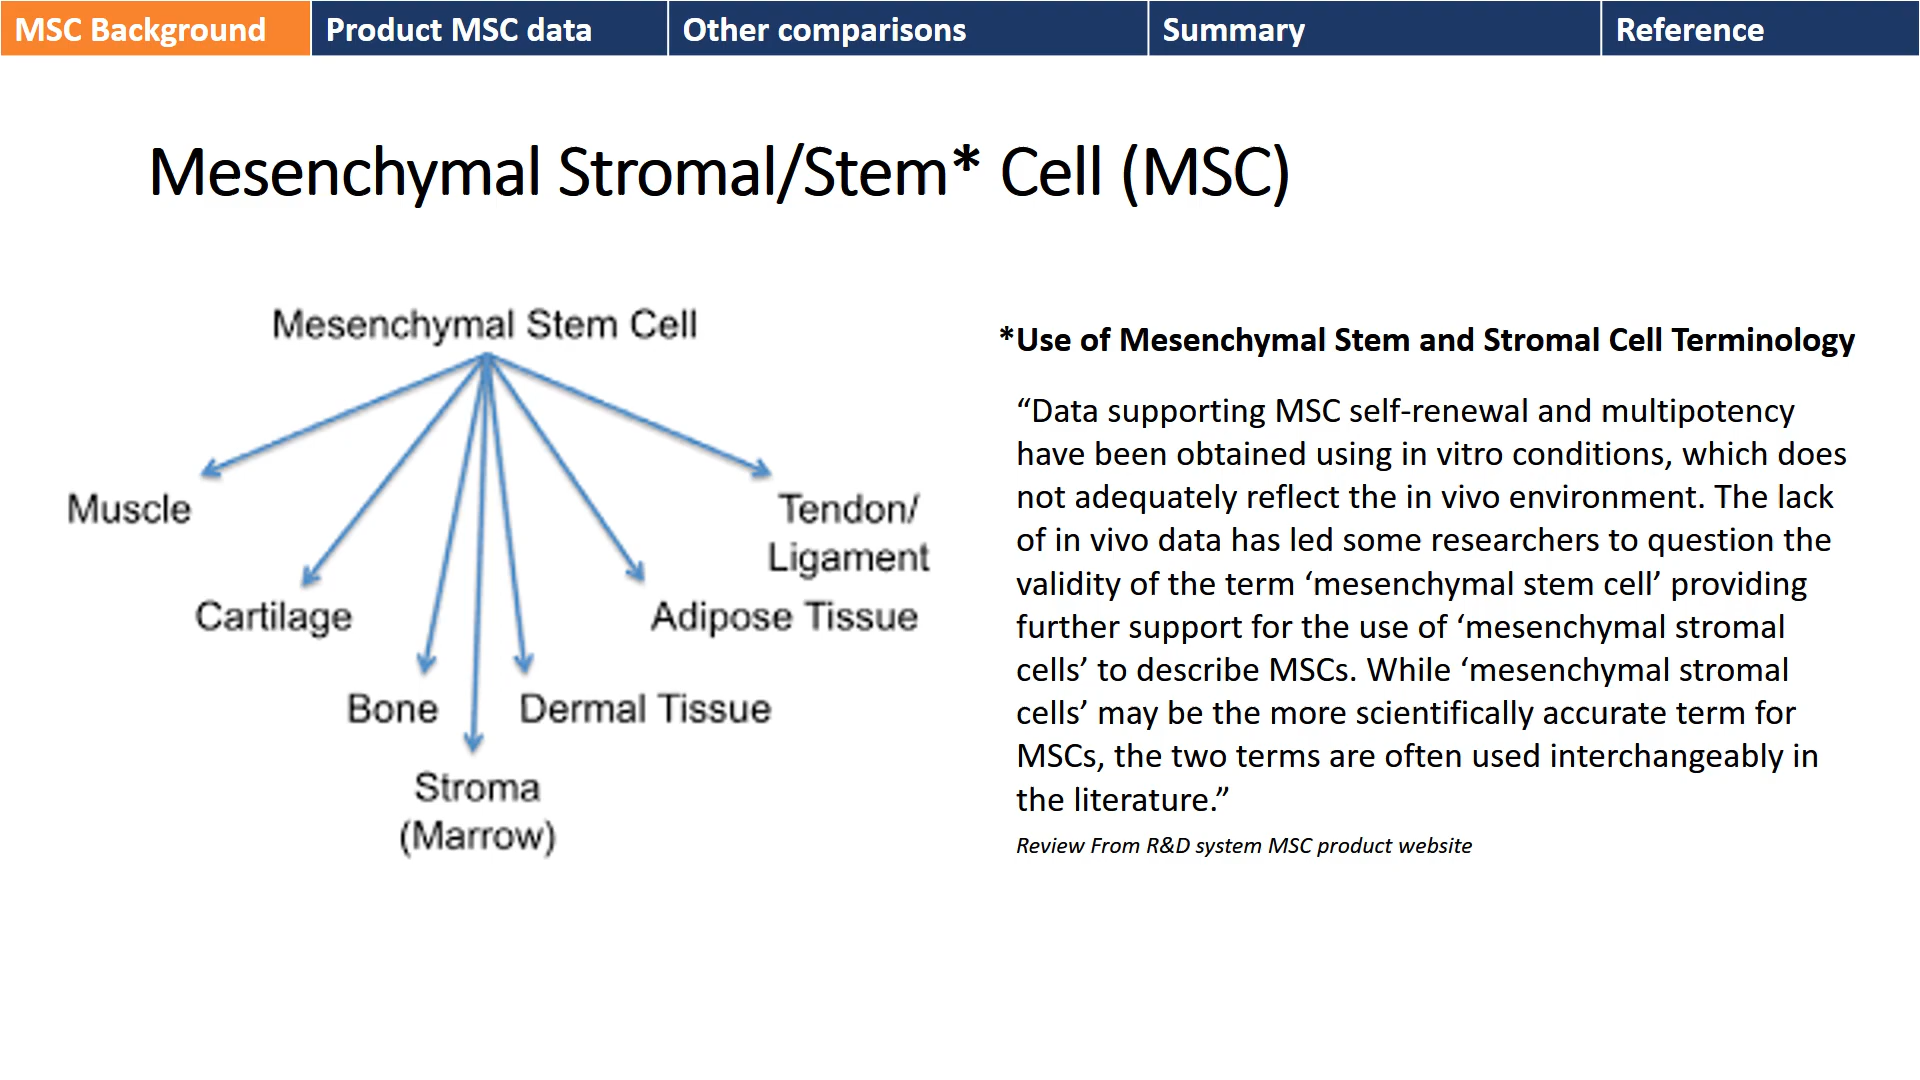 MSC Background
Product MSC data
Other comparisons
Summary
Reference
Mesenchymal Stromal/Stem* Cell (MSC)
Mesenchymal Stem Cell
Muscle
Tendon/
Ligament
Cartilage
Adipose Tissue
Bone
Dermal Tissue
Stroma
(Marrow)
*Use of Mesenchymal Stem and Stromal Cell Terminology
“Data supporting MSC self-renewal and multipotency
have been obtained using in vitro conditions, which does
not adequately reflect the in vivo environment. The lack
of in vivo data has led some researchers to question the
validity of the term ‘mesenchymal stem cell’ providing
further support for the use of ‘mesenchymal stromal
cells’ to describe MSCs. While ‘mesenchymal stromal
cells’ may be the more scientifically accurate term for
MSCs, the two terms are often used interchangeably in
the literature.”
Review From R&D system MSC product website